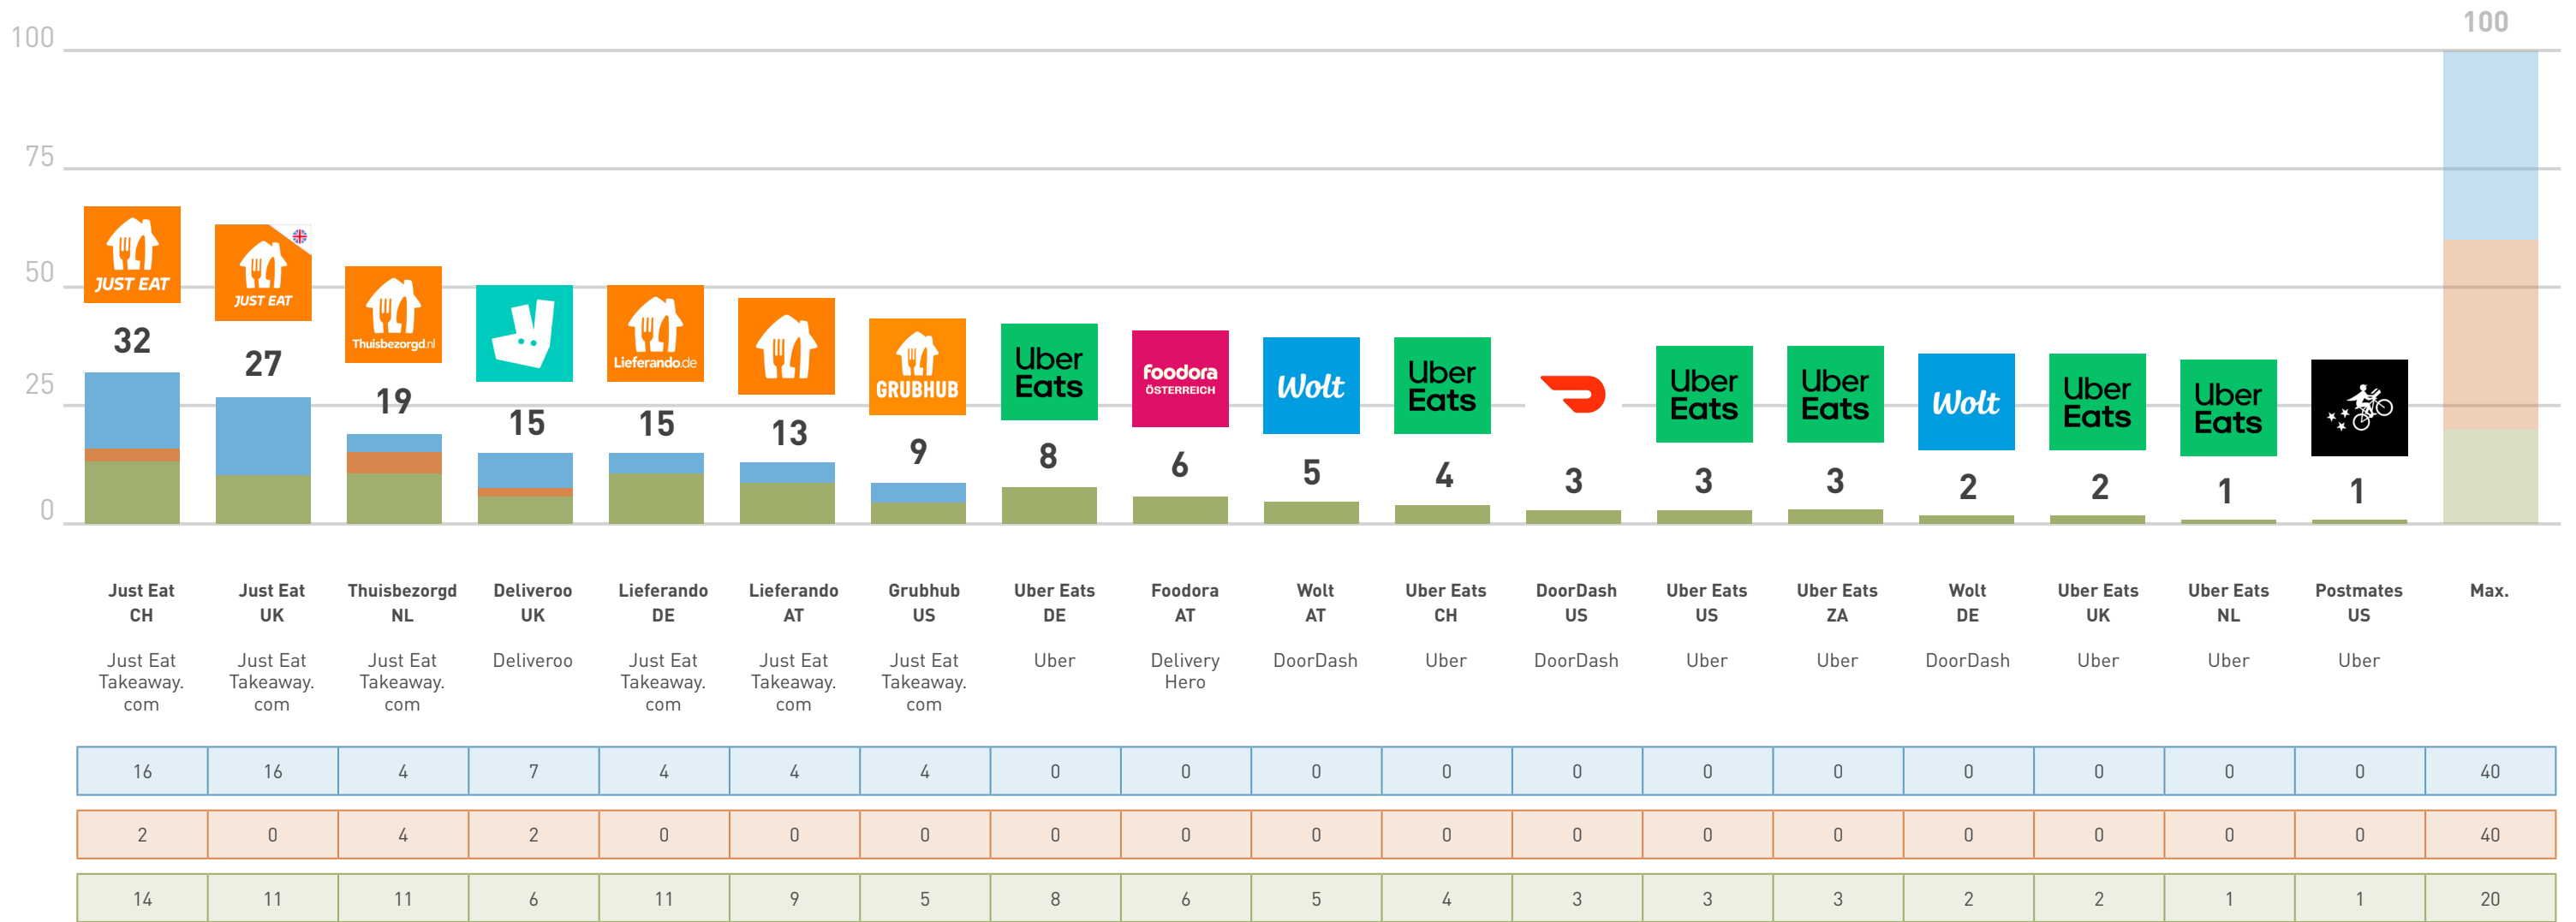 100
100
75
50
25
0
JUST EAT
JUST EAT
Thuisbezorgd.nl
Lieferando.de
GRUBHUB
Uber
Eats
foodora
ÖSTERREICH
Wolt
Uber
Eats
Uber
Eats
Uber
Eats
Wolt
Uber
Eats
Uber
Eats
32
27
19
15
15
13
9
8
6
5
4
3
3
3
2
2
1
1
Just Eat
CH
Just Eat
Takeaway.
com
Just Eat
UK
Just Eat
Takeaway.
com
Thuisbezorgd
NL
Just Eat
Takeaway.
com
Deliveroo
UK
Deliveroo
Lieferando
DE
Just Eat
Takeaway.
com
Lieferando
AT
Just Eat
Takeaway.
com
Grubhub
US
Just Eat
Takeaway.
com
Uber Eats
DE
Uber
Foodora
AT
Delivery
Hero
Wolt
AT
DoorDash
Uber Eats
CH
Uber
DoorDash
US
DoorDash
Uber Eats
US
Uber
Uber Eats
ZA
Uber
Wolt
DE
DoorDash
Uber Eats
UK
Uber
Uber Eats
NL
Uber
Postmates
US
Uber
Max.
16 16 4 7 4 4 4 0 0 0 0 0 0 0 0 0 0 0 40
2 0 4 2 0 0 0 0 0 0 0 0 0 0 0 0 0 0 40
14 11 11 6 11 9 5 8 6 5 4 3 3 3 2 2 1 1 20